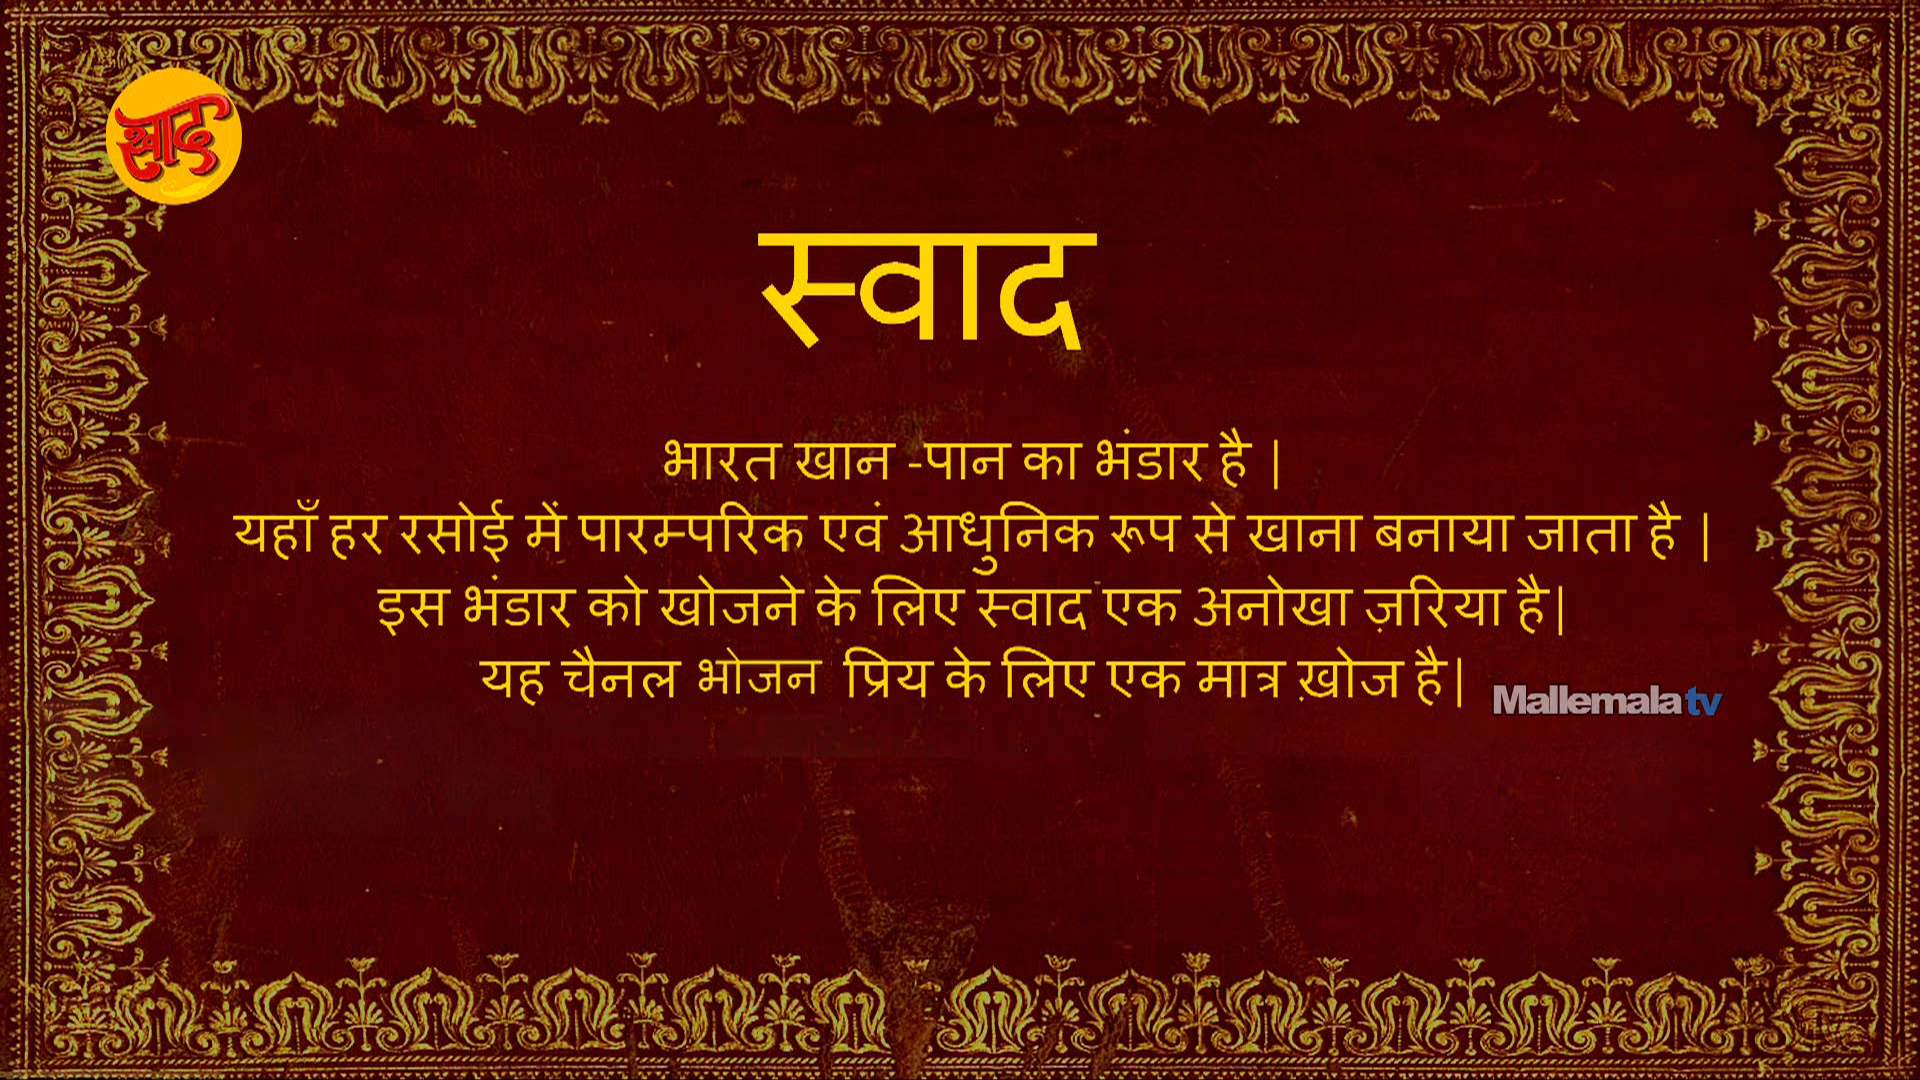 स्वाद
स्वाद
भारत खान -पान का भंडार है |
यहाँ हर रसोई में पारम्परिक एवं आधुनिक रूप से खाना बनाया जाता है |
इस भंडार को खोजने के लिए स्वाद एक अनोखा ज़रिया है|
यह चैनल भोजन प्रिय के लिए एक मात्र ख़ोज है|
Mallemalatv